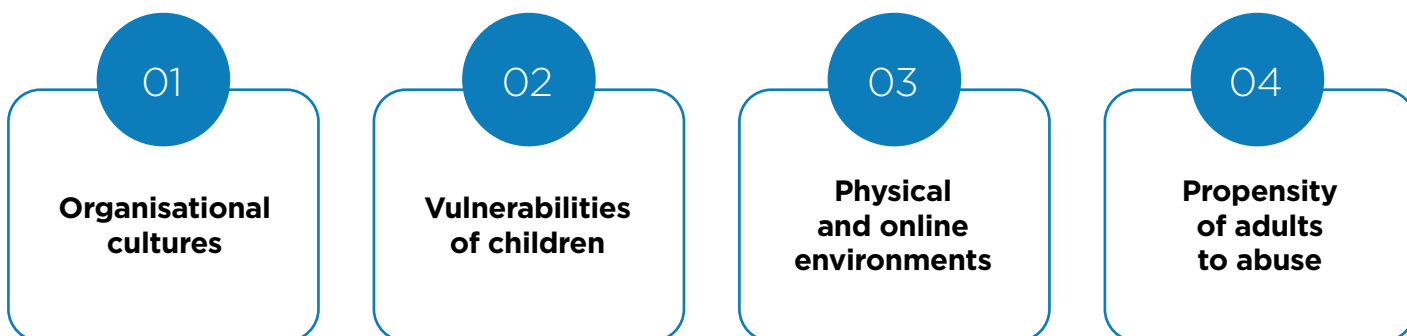 01
Organisational
cultures
02
Vulnerabilities
of children
03
Physical
and online
environments
04
Propensity
of adults
to abuse